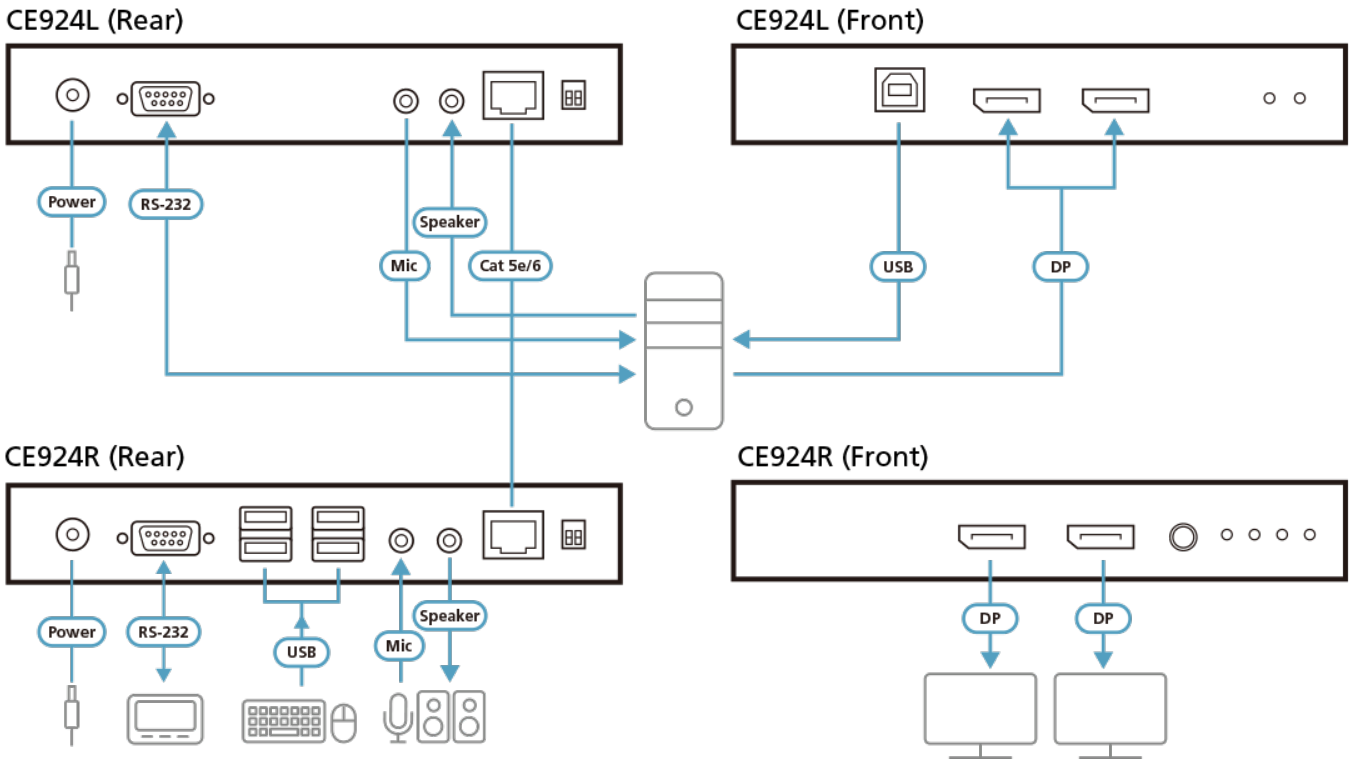 CE924L (Rear)
CE924L (Front)
Power
RS-232
Speaker
Mic
Cat 5e/6
USB
DP
CE924R (Rear)
CE924R (Front)
Power
RS-232
USB
Mic
Speaker
DP
DP